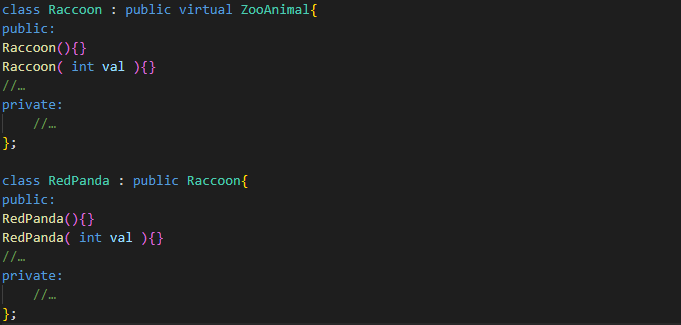 class Raccoon : public virtual ZooAnimal{
public:
Raccoon(){}
Raccoon( int val ){}
//…
private:
    //…
};

class RedPanda : public Raccoon{
public:
RedPanda(){}
RedPanda( int val ){}
//…
private:
    //…
};